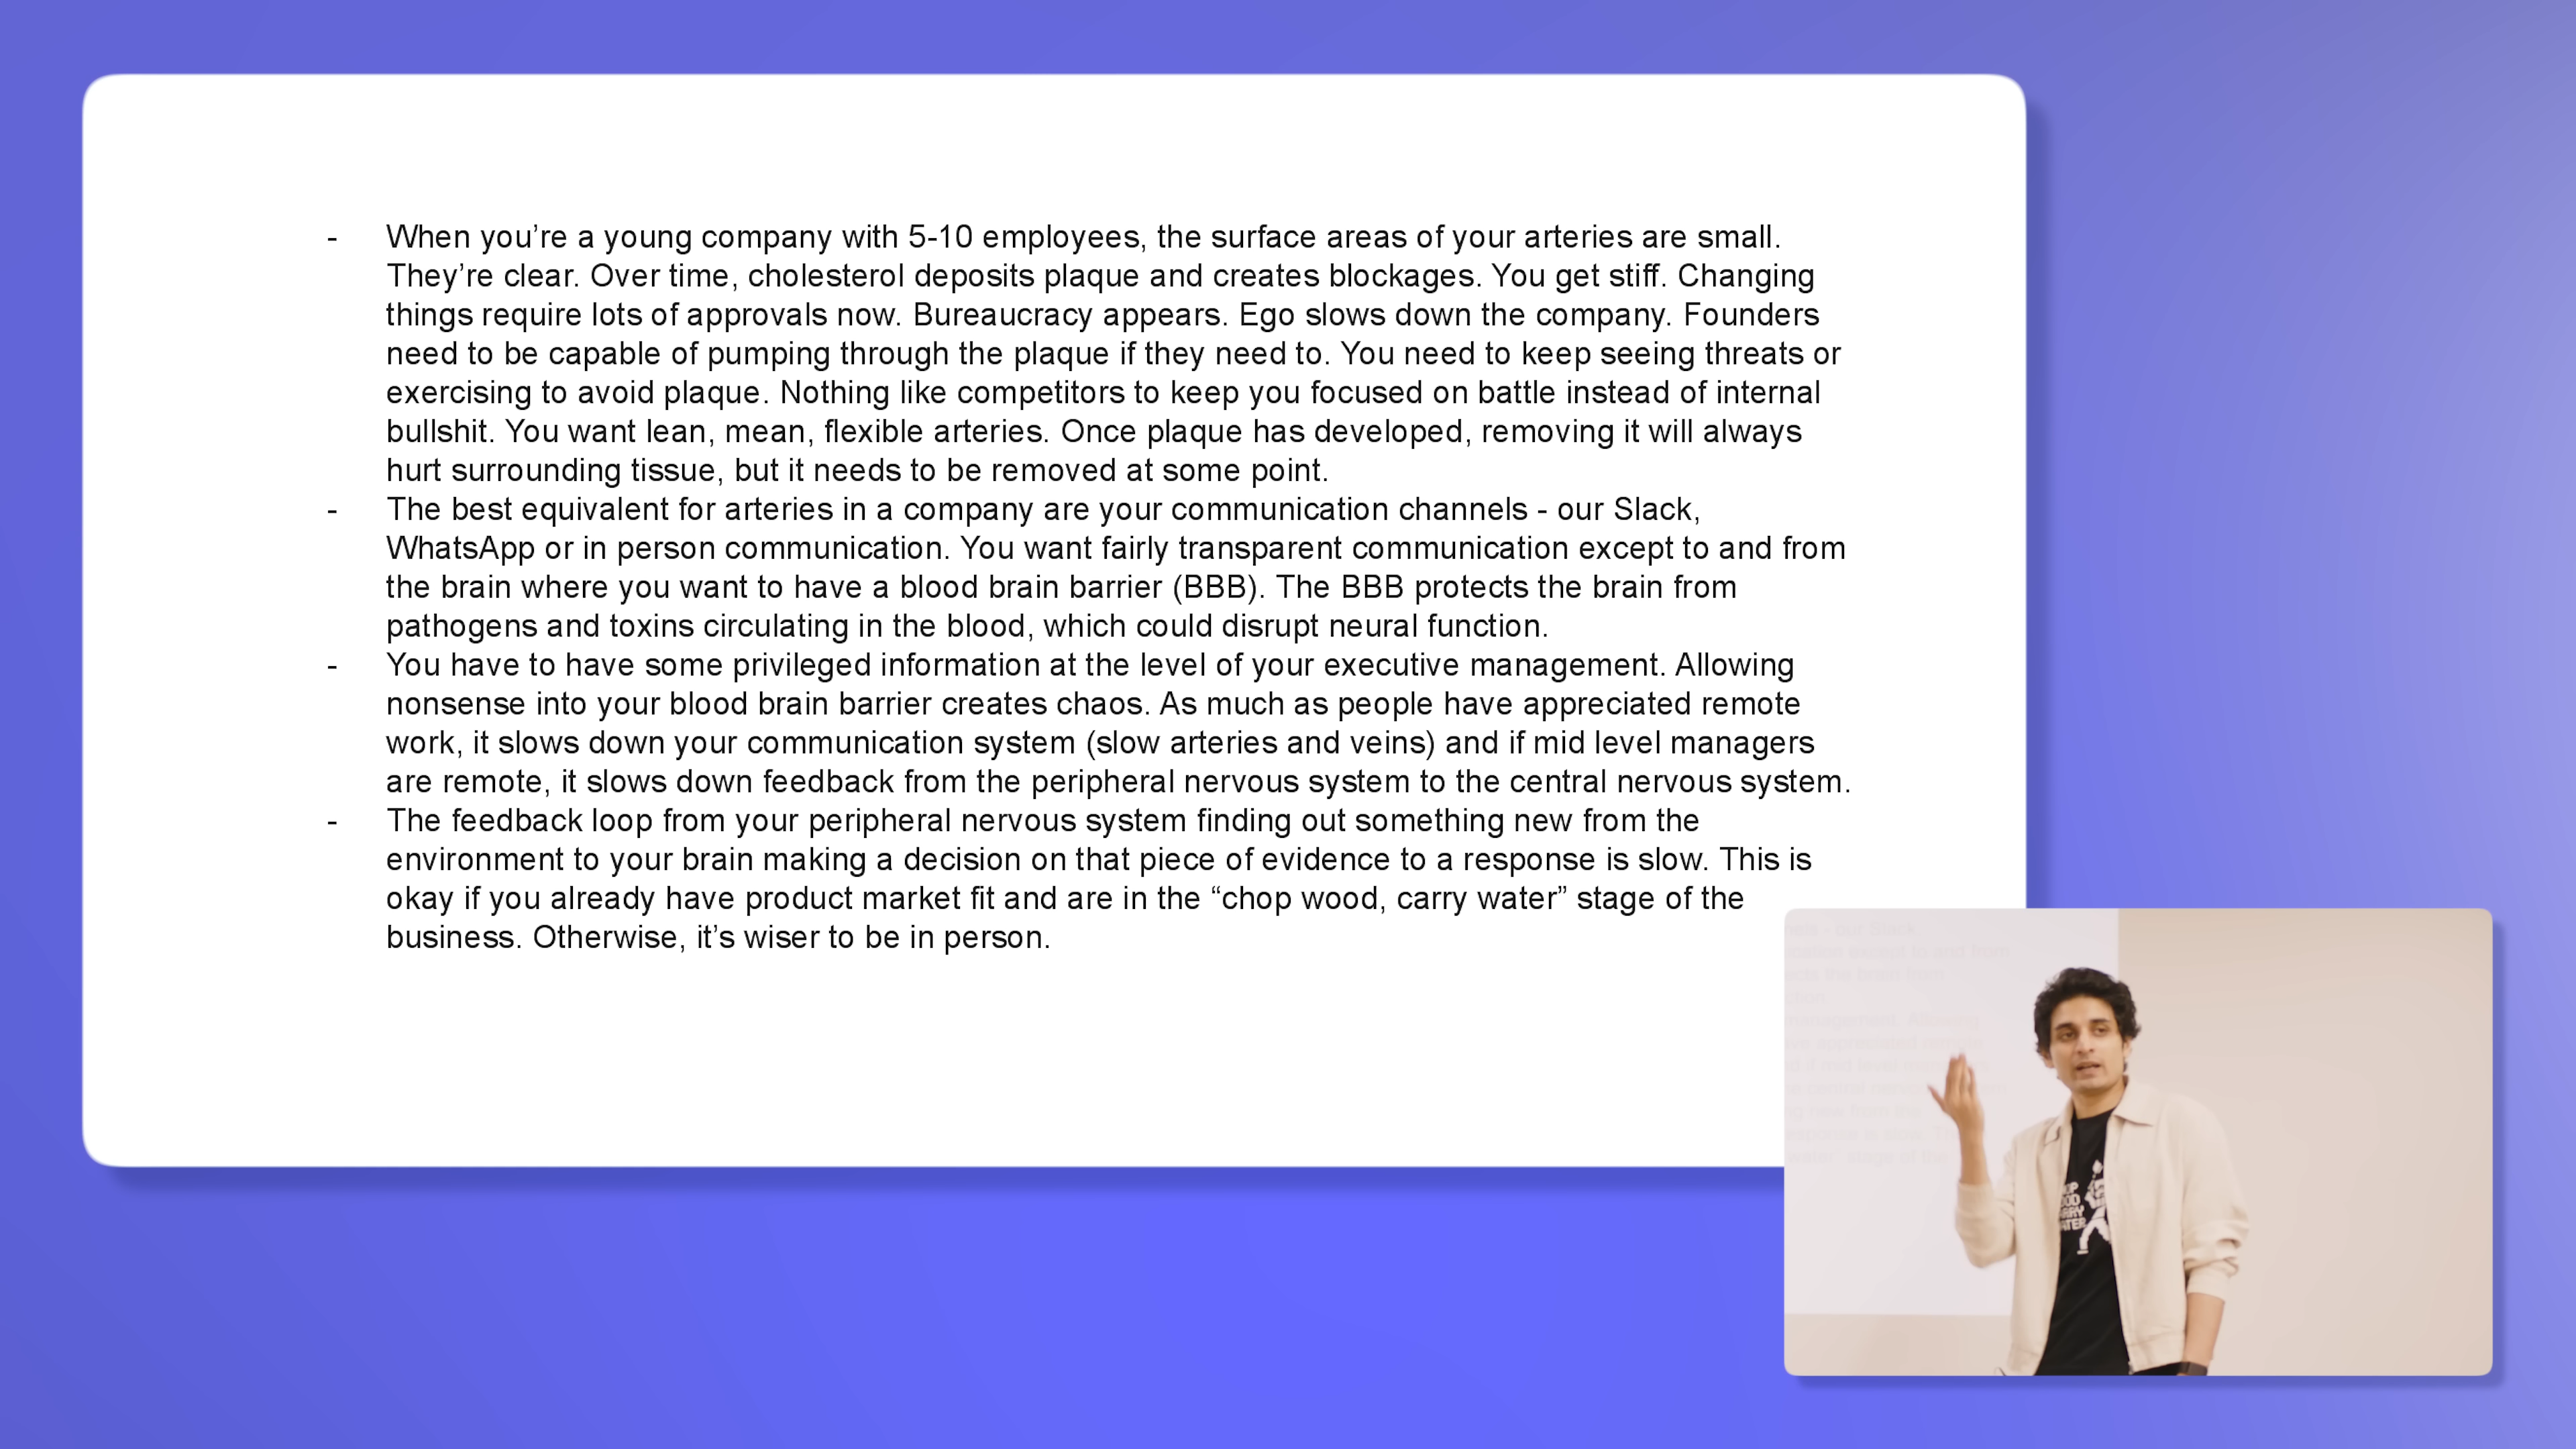 - When you’re a young company with 5-10 employees, the surface areas of your arteries are small.
They’re clear. Over time, cholesterol deposits plaque and creates blockages. You get stiff. Changing
things require lots of approvals now. Bureaucracy appears. Ego slows down the company. Founders
need to be capable of pumping through the plaque if they need to. You need to keep seeing threats or
exercising to avoid plaque. Nothing like competitors to keep you focused on battle instead of internal
bullshit. You want lean, mean, flexible arteries. Once plaque has developed, removing it will always
hurt surrounding tissue, but it needs to be removed at some point.
- The best equivalent for arteries in a company are your communication channels - our Slack,
WhatsApp or in person communication. You want fairly transparent communication except to and from
the brain where you want to have a blood brain barrier (BBB). The BBB protects the brain from
pathogens and toxins circulating in the blood, which could disrupt neural function.
- You have to have some privileged information at the level of your executive management. Allowing
nonsense into your blood brain barrier creates chaos. As much as people have appreciated remote
work, it slows down your communication system (slow arteries and veins) and if mid level managers
are remote, it slows down feedback from the peripheral nervous system to the central nervous system.
- The feedback loop from your peripheral nervous system finding out something new from the
environment to your brain making a decision on that piece of evidence to a response is slow. This is
okay if you already have product market fit and are in the “chop wood, carry water” stage of the
business. Otherwise, it’s wiser to be in person.